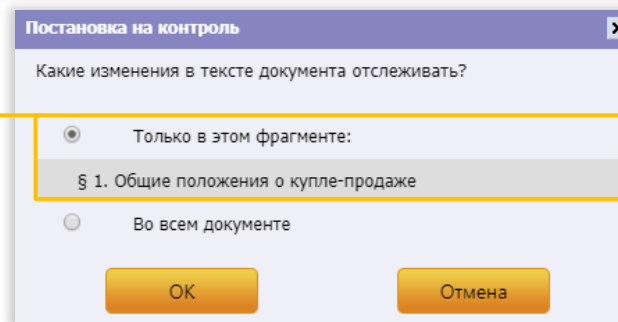 Постановка на контроль
Какие изменения в тексте документа отслеживать?
Только в этом фрагменте:
§ 1. Общие положения о купле-продаже
Во всем документе
ОК Отмена